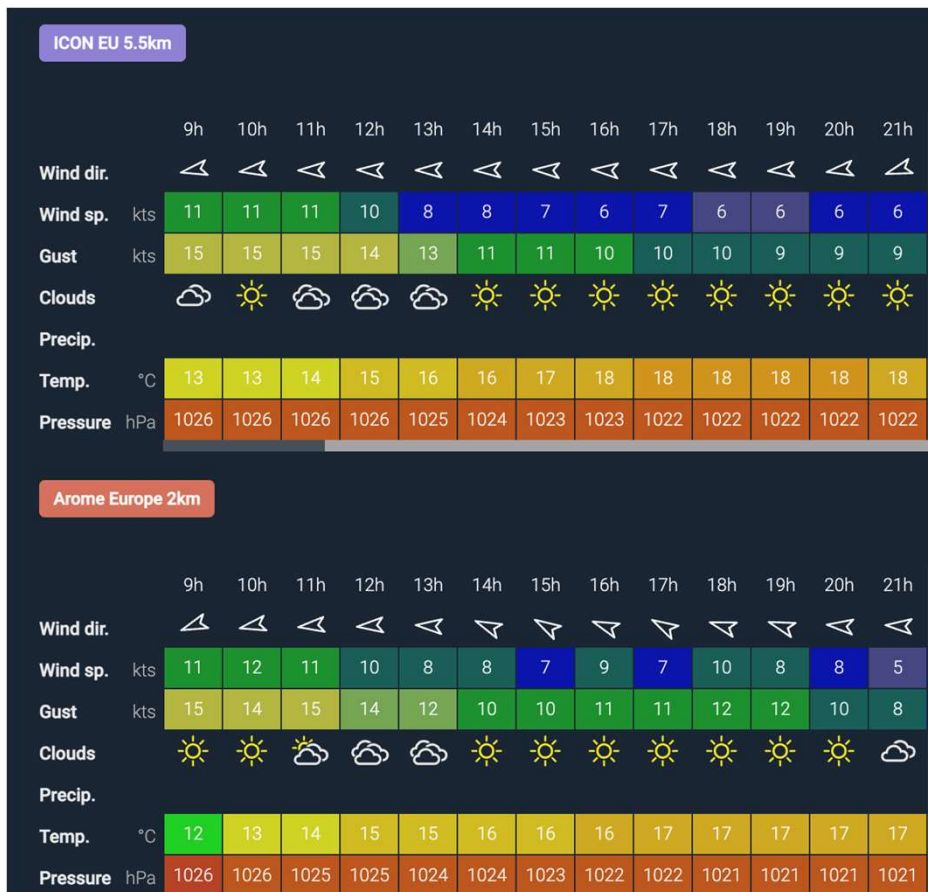 ICON EU 5.5km
9h 10h 11h 12h 13h 14h 15h 16h 17h 18h 19h 20h 21h
Wind dir.
Wind sp. kts 11 11 11 10 8 8 7 6 7 6 6 6 6
Gust kts 15 15 15 14 13 11 11 10 10 10 9 9 9
Clouds
Precip.
Temp. °C 13 13 14 15 16 16 17 18 18 18 18 18 18
Pressure hPa 1026 1026 1026 1026 1025 1024 1023 1023 1022 1022 1022 1022 1022
Arome Europe 2km
9h 10h 11h 12h 13h 14h 15h 16h 17h 18h 19h 20h 21h
Wind dir.
Wind sp. kts 11 12 11 10 8 8 7 9 7 10 8 8 5
Gust kts 15 14 15 14 12 10 10 11 11 12 12 10 8
Clouds
Precip.
Temp. °C 12 13 14 15 15 16 16 16 17 17 17 17 17
Pressure hPa 1026 1026 1025 1025 1024 1024 1023 1022 1022 1021 1021 1021 1021